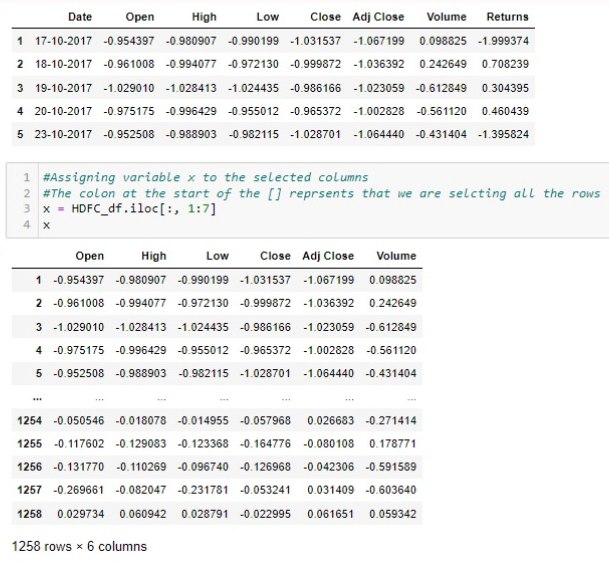 Date Open High Low Close Adj Close Volume Returns
1 17-10-2017 -0.954397 -0.980907 -0.990199 -1.031537 -1.067199 0.098825 -1.999374
2 18-10-2017 -0.961008 -0.994077 -0.972130 -0.999872 -1.036392 0.242649 0.708239
3 19-10-2017 -1.029010 -1.028413 -1.024435 -0.986166 -1.023059 -0.612849 0.304395
4 20-10-2017 -0.975175 -0.996429 -0.955012 -0.965372 -1.002828 -0.561120 0.460439
5 23-10-2017 -0.952508 -0.988903 -0.982115 -1.028701 -1.064440 -0.431404 -1.395824
1 #Assigning variable x to the selected columns
2 #The colon at the start of the [] reprsents that we are selcting all the rows
3 x = HDFC_df.iloc[:, 1:7]
4 x
Open High Low Close Adj Close Volume
1 -0.954397 -0.980907 -0.990199 -1.031537 -1.067199 0.098825
2 -0.961008 -0.994077 -0.972130 -0.999872 -1.036392 0.242649
3 -1.029010 -1.028413 -1.024435 -0.986166 -1.023059 -0.612849
4 -0.975175 -0.996429 -0.955012 -0.965372 -1.002828 -0.561120
5 -0.952508 -0.988903 -0.982115 -1.028701 -1.064440 -0.431404
... ... ... ... ... ... ...
1254 -0.050546 -0.018078 -0.014955 -0.057968 0.026683 -0.271414
1255 -0.117602 -0.129083 -0.123368 -0.164776 -0.080108 0.178771
1256 -0.131770 -0.110269 -0.096740 -0.126968 -0.042306 -0.591589
1257 -0.269661 -0.082047 -0.231781 -0.053241 0.031409 -0.603640
1258 0.029734 0.060942 0.028791 -0.022995 0.061651 0.059342
1258 rows × 6 columns